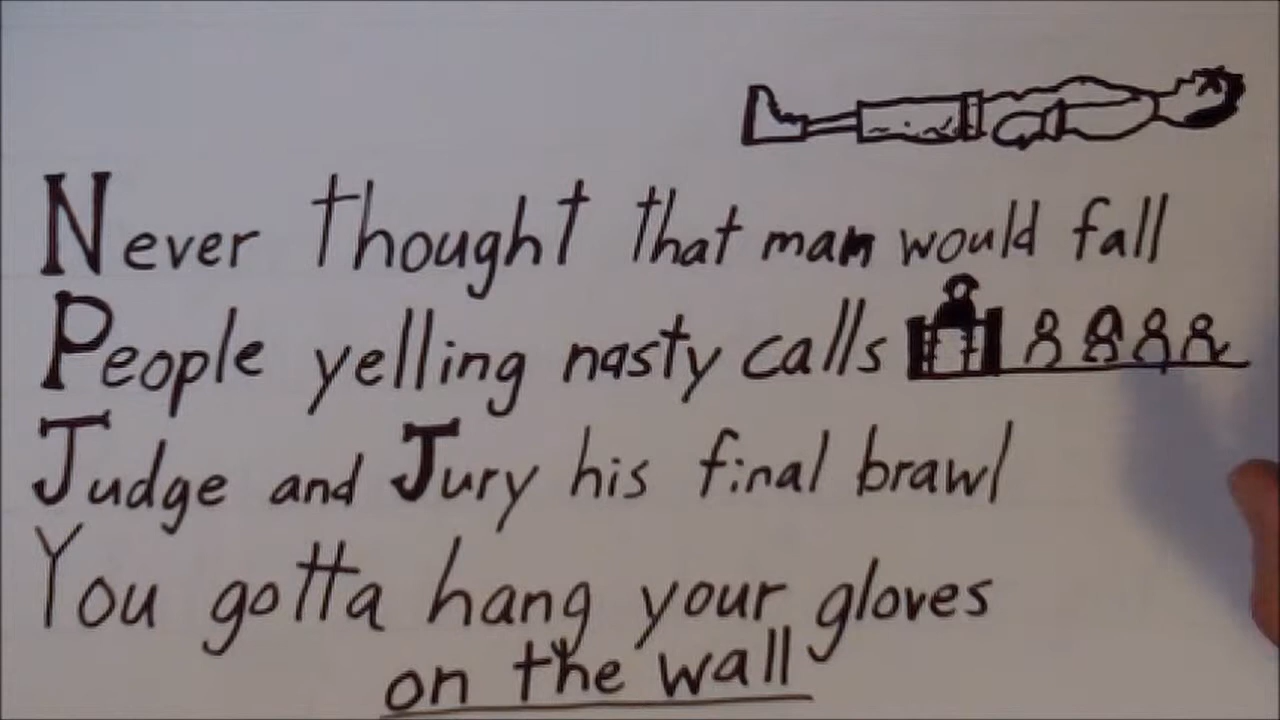 Never thought that man would fall
People yelling nasty calls
Judge and Jury his final brawl
You gotta hang your gloves
on the wall